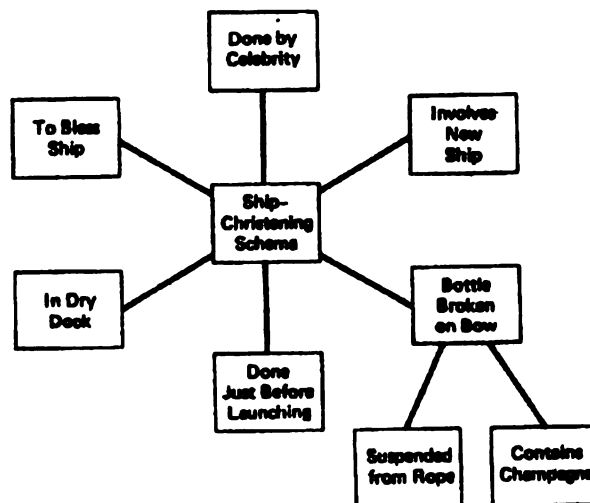 Done by
Celebrity
To Bless
Ship
Involves
New
Ship
Ship-
Christening
Schema
In Dry
Dock
Bottle
Broken
on Bow
Done
Just Before
Launching
Suspended
from Rope
Contains
Champagne